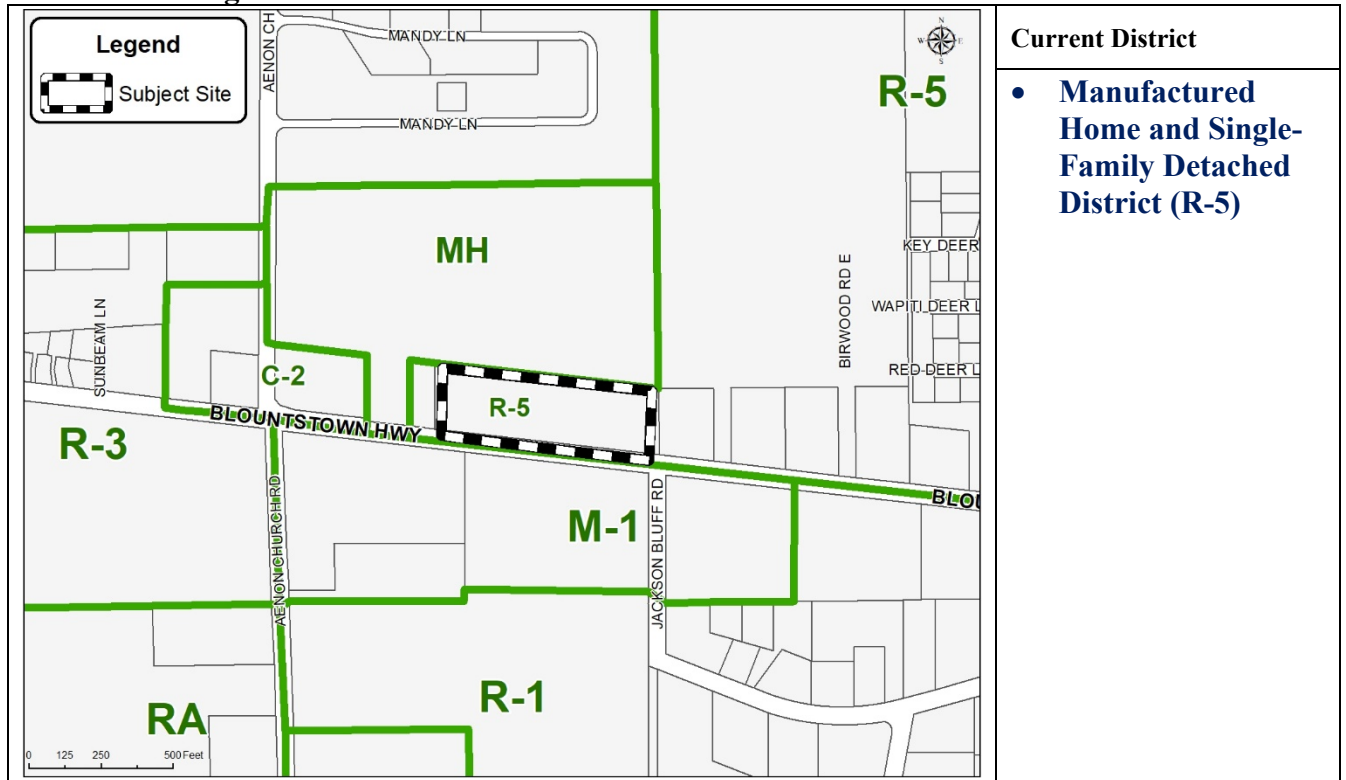 Legend
Subject Site
AENON CH
MANDY LN
MANDY LN
R-5
Current District
• Manufactured
Home and Single-
Family Detached
District (R-5)
MH
KEY DEER
WAPITI DEER L
RED DEER L
BIRWOOD RD E
SUNBEAM LN
C-2
R-5
BLOUNTSTOWN HWY
R-3
BLOU
M-1
AENON CHURCH RD
JACKSON BLUFF RD
R-1
RA
0 125 250 500 Feet
N
W
E
S